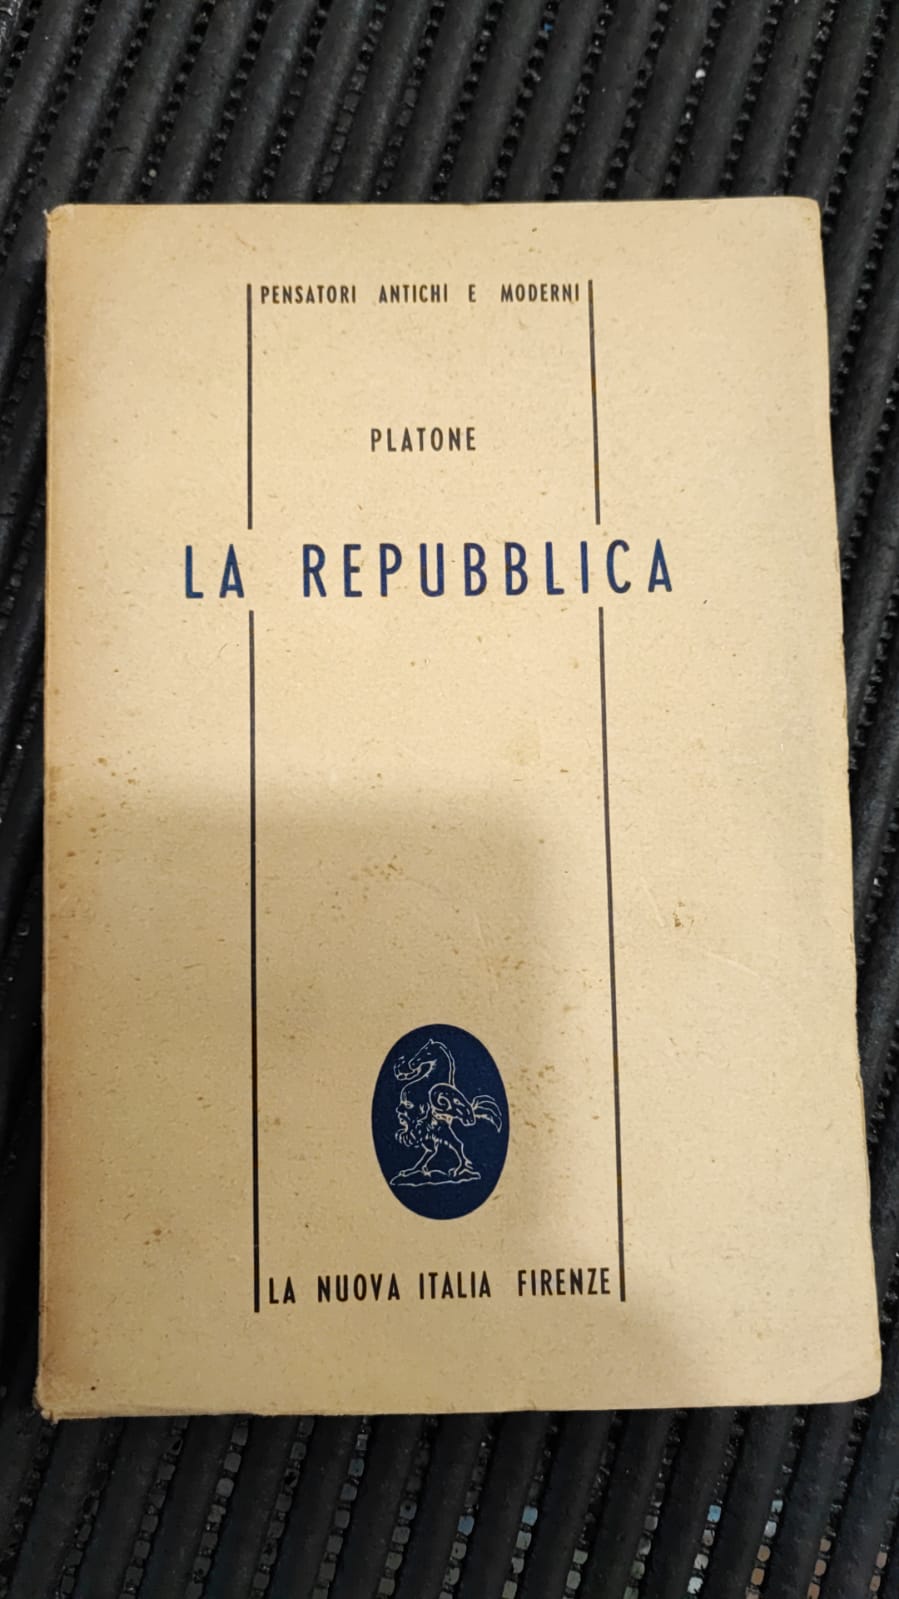 PENSATORI ANTICHI E MODERNI
PLATONE
LA REPUBBLICA
LA NUOVA ITALIA FIRENZE